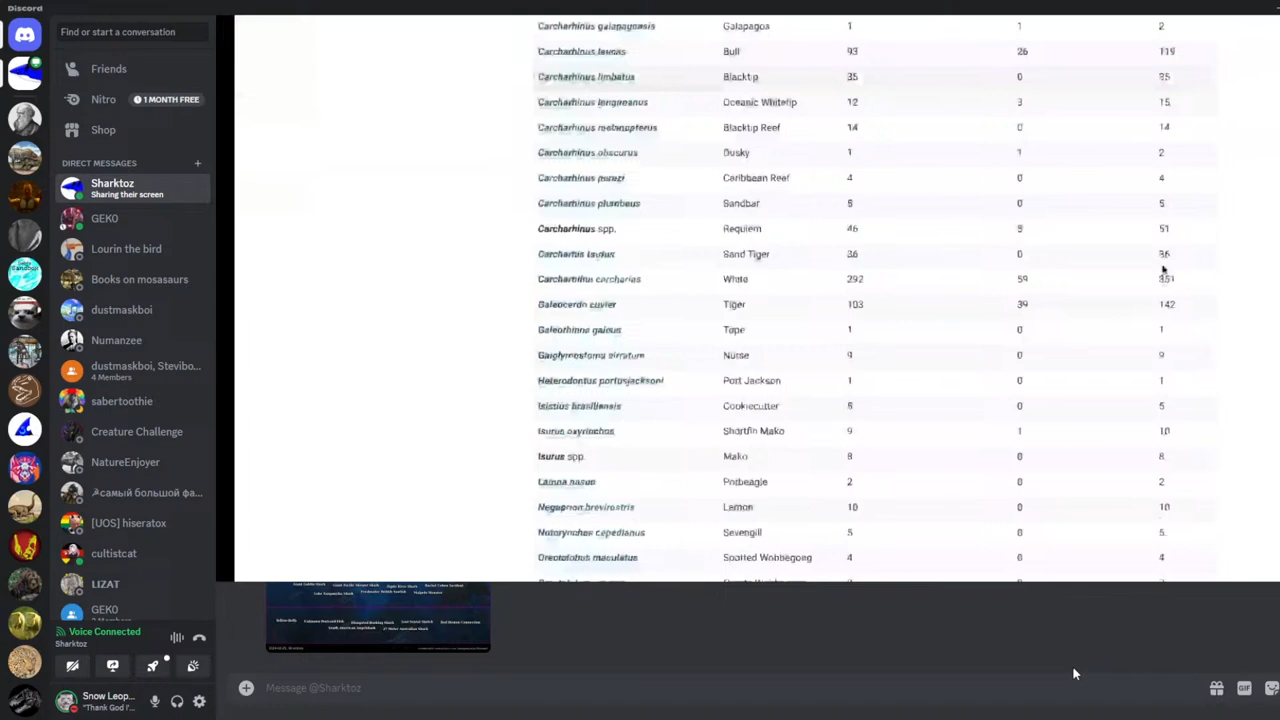 Discord
Find or start a conversation
Friends
Nitro 1 MONTH FREE
Shop
DIRECT MESSAGES +
Sharktoz
Sharing their screen
GEK0
Lourin the bird
Books on mosasaurs
dustmakboi
Numanzee
dustmakboi, Stevibo...
4 Members
sabertoothie
Creature Challenge
NatureEnjoyer
самый большой фа...
[UOS] hiseratox
cultistcat
LIZAT
Voice Connected
Sharktoz
Snow Leop...
Carcharhinus galapagensis Galapagos 1 1 2
Carcharhinus leucas Bull 93 26 119
Carcharhinus limbatus Blacktip 35 0 35
Carcharhinus longimanus Oceanic Whitetip 12 3 15
Carcharhinus melanopterus Blacktip Reef 14 0 14
Carcharhinus obscurus Dusky 1 1 2
Carcharhinus perezi Caribbean Reef 4 0 4
Carcharhinus plumbeus Sandbar 5 0 5
Carcharhinus spp. Requiem 46 5 51
Carcharias taurus Sand Tiger 36 0 36
Carcharodon carcharias White 292 59 351
Galeocerdo cuvier Tiger 103 39 142
Galeorhinus galeus Tope 1 0 1
Ginglymostoma cirratum Nurse 9 0 9
Heterodontus portusjacksoni Port Jackson 1 0 1
Isistius brasiliensis Cookiecutter 5 0 5
Isurus oxyrinchus Shortfin Mako 9 1 10
Isurus spp. Mako 8 0 8
Lamna nasus Porbeagle 2 0 2
Negaprion brevirostris Lemon 10 0 10
Notorynchus cepedianus Sevengill 5 0 5
Orectolobus maculatus Spotted Wobbegong 4 0 4
Message @Sharktoz
GIF